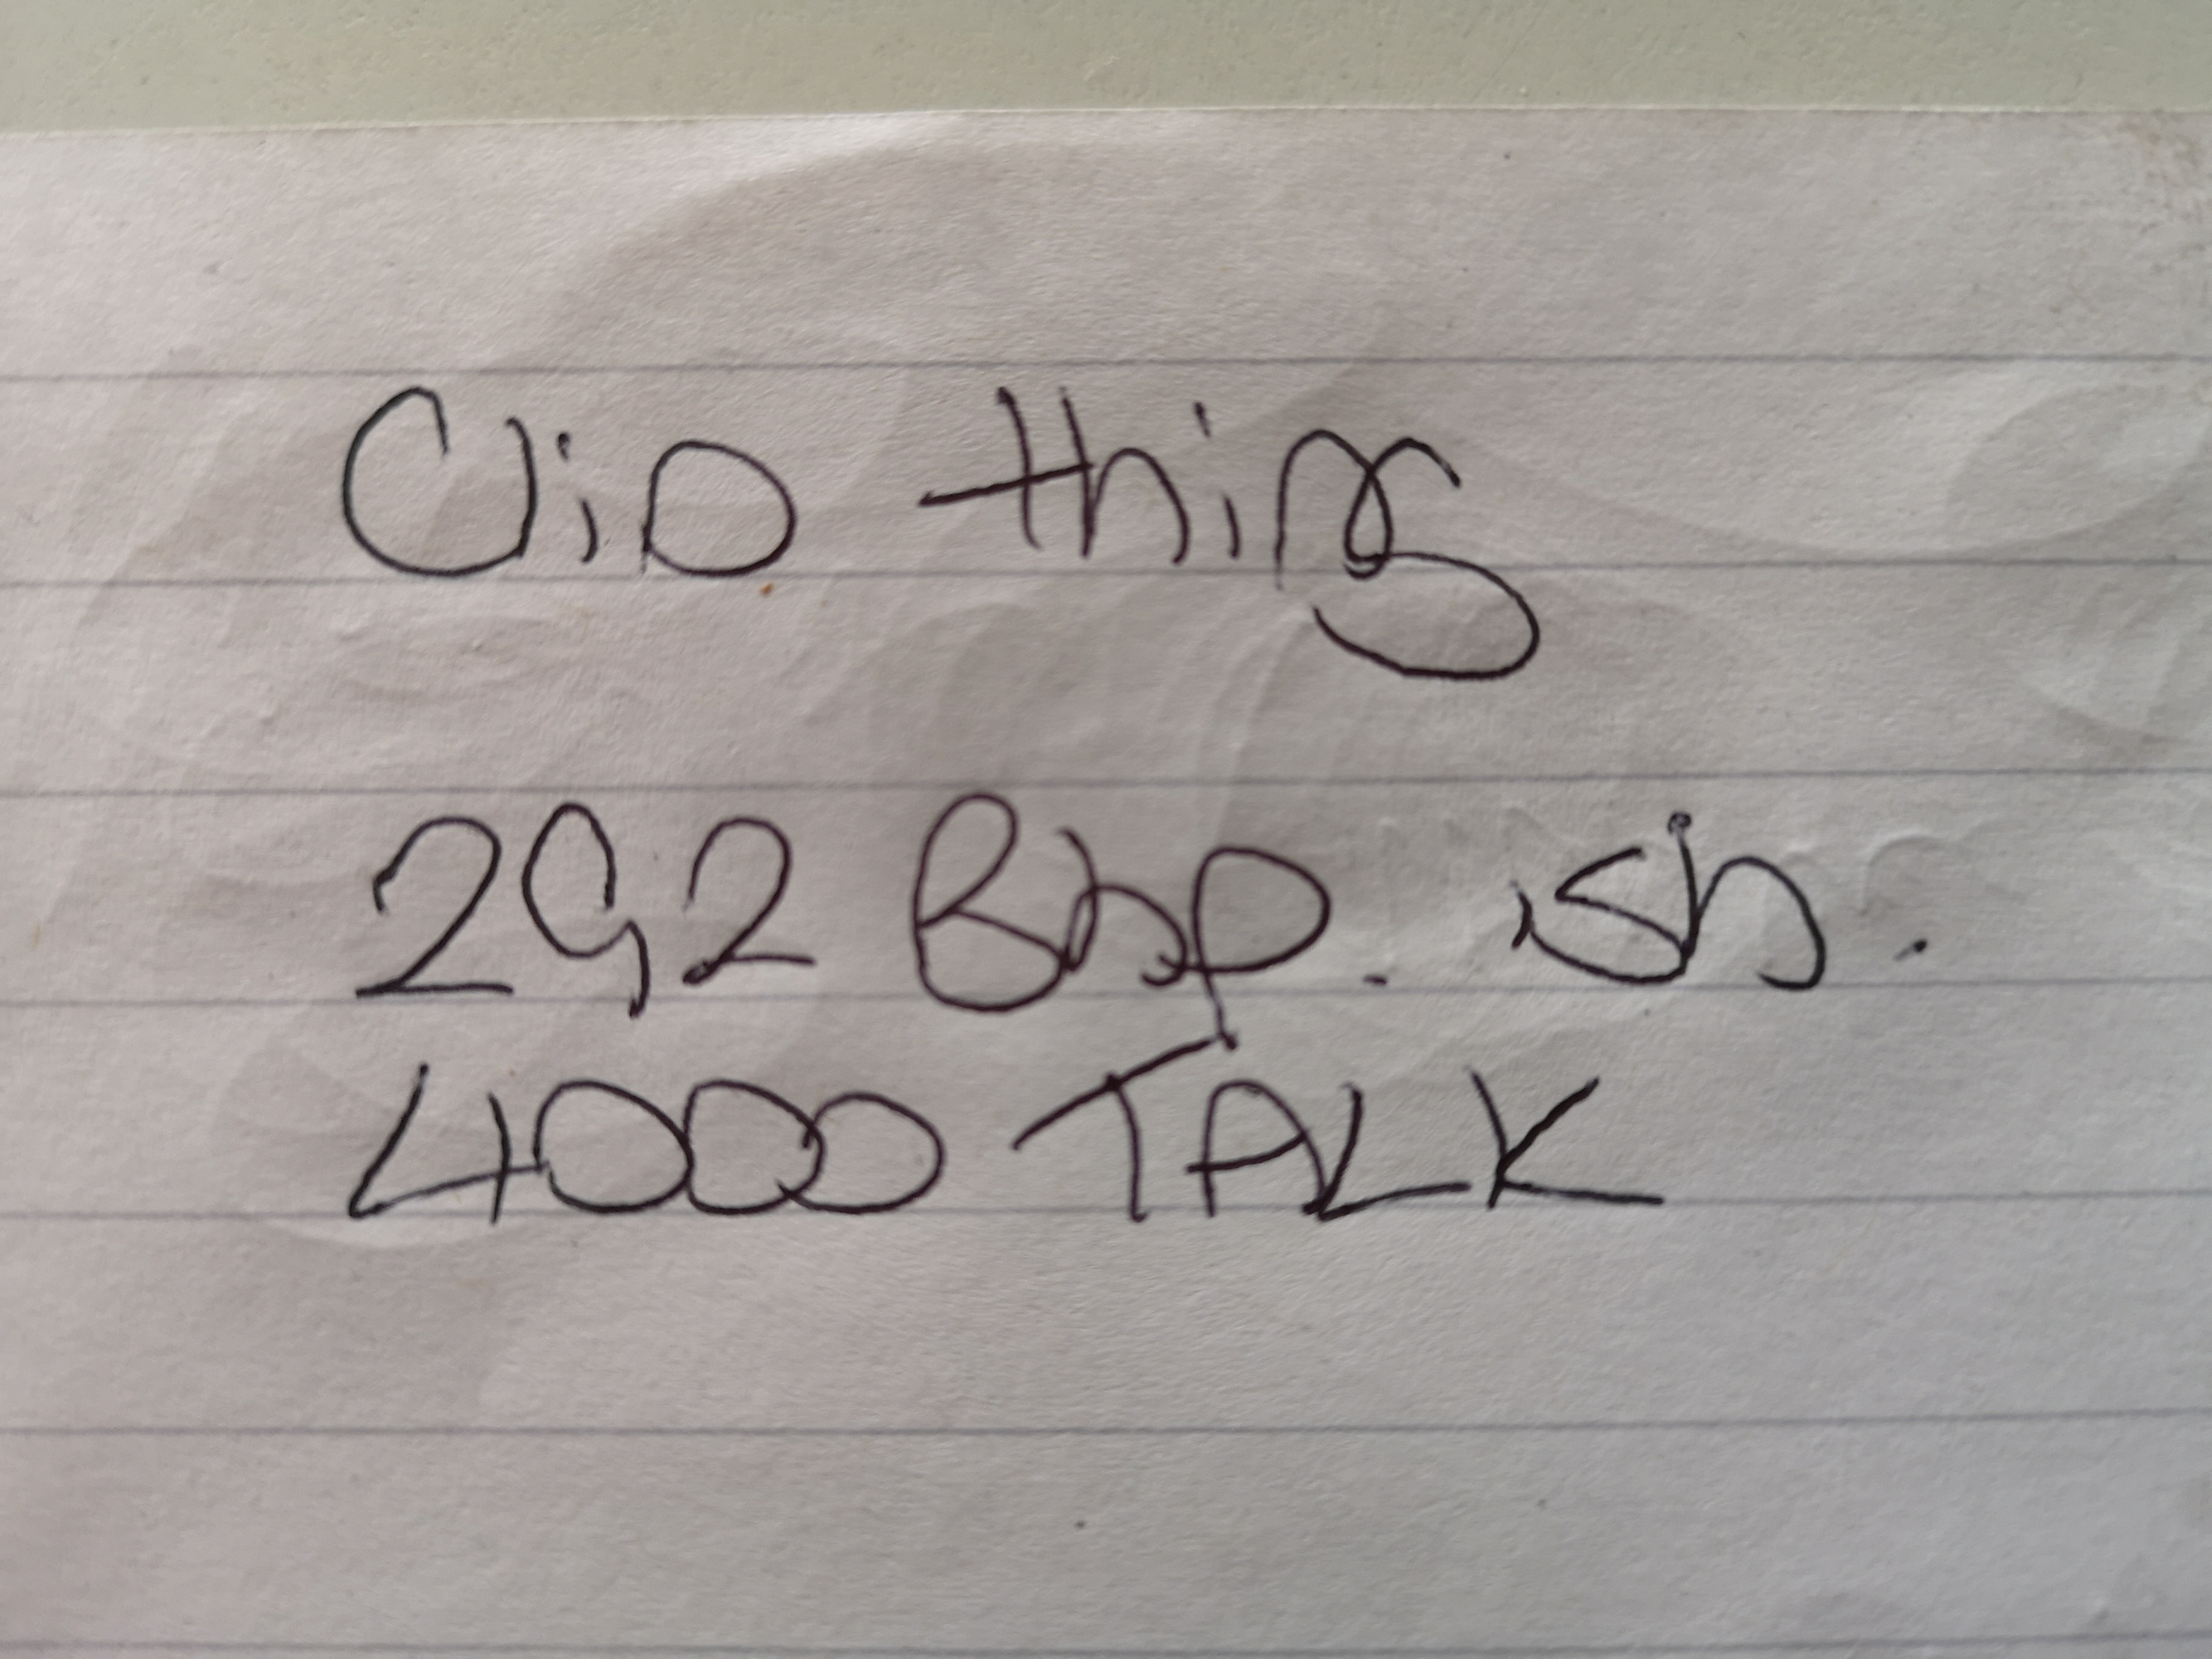 Clio thing
292 Bhp. ish.
4000 TALK